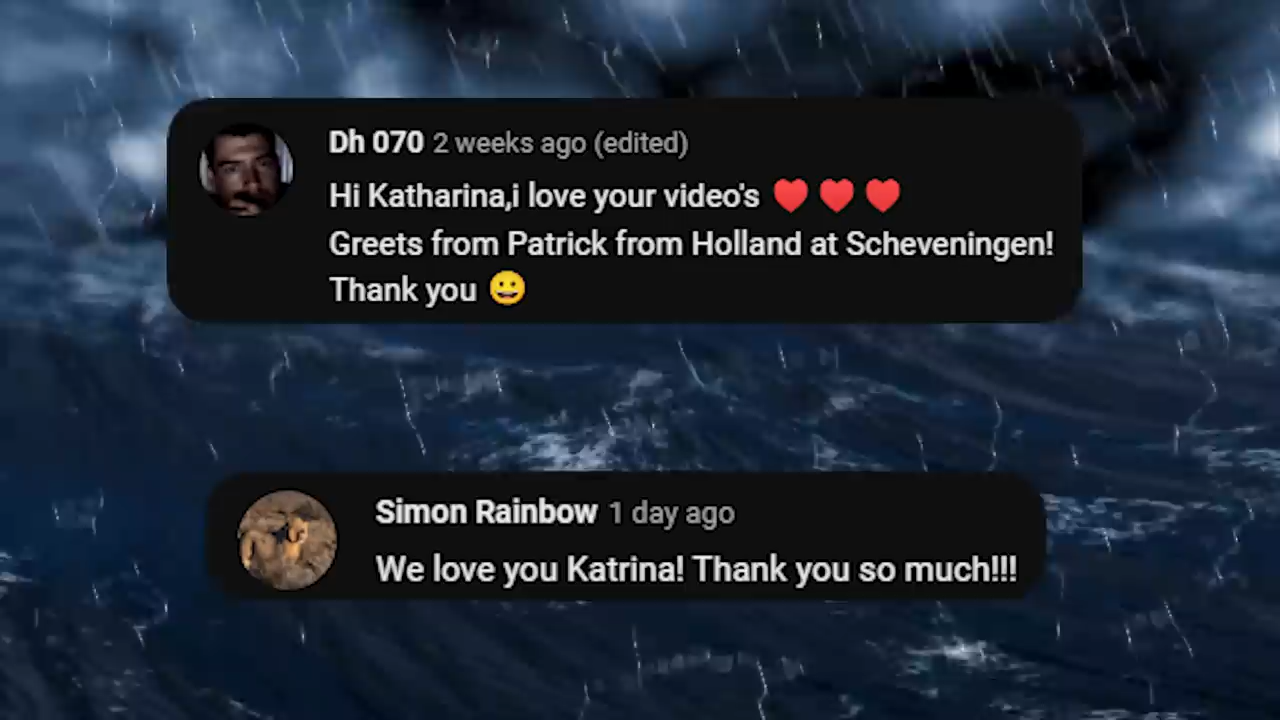 Dh 070 2 weeks ago (edited)
Hi Katharina,i love your video's ♥️ ♥️ ♥️
Greets from Patrick from Holland at Scheveningen!
Thank you 😀
Simon Rainbow 1 day ago
We love you Katrina! Thank you so much!!!